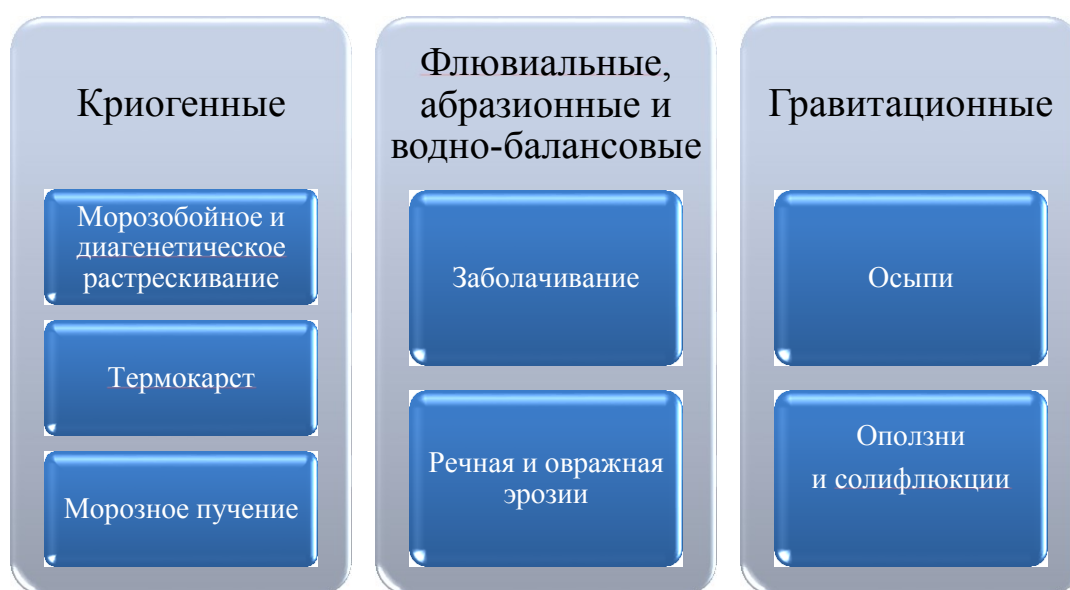 Криогенные
Морозобойное и
диагенетическое
растрескивание
Термокарст
Морозное пучение
Флювиальные,
абразионные и
водно-балансовые
Заболачивание
Речная и овражная
эрозии
Гравитационные
Осыпи
Оползни
и солифлюкции